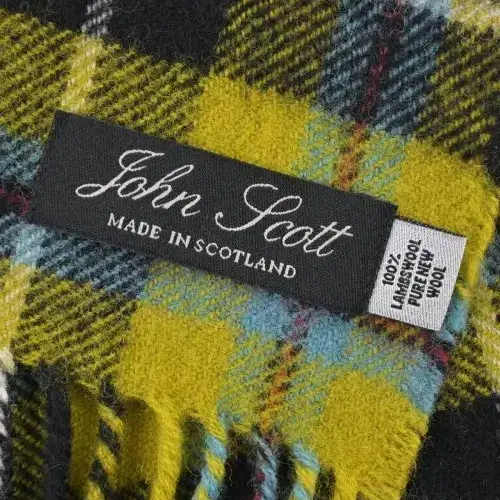 John Scott
MADE IN SCOTLAND
100%
LAMBSWOOL
PURE NEW
WOOL